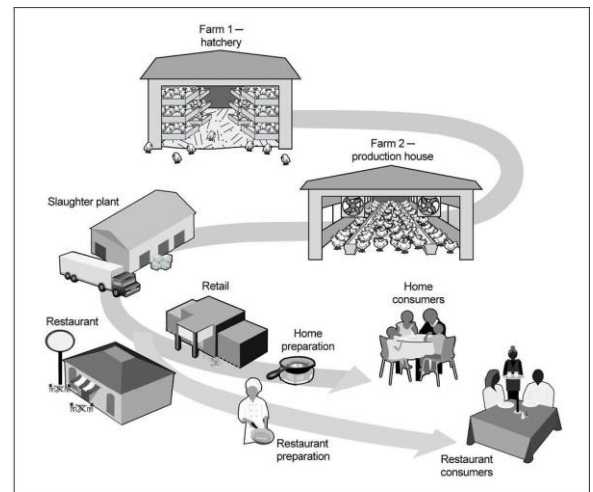 Farm 1—
hatchery
Farm 2—
production house
Slaughter plant
Retail
Home
consumers
Restaurant
Home
preparation
Restaurant
preparation
Restaurant
consumers